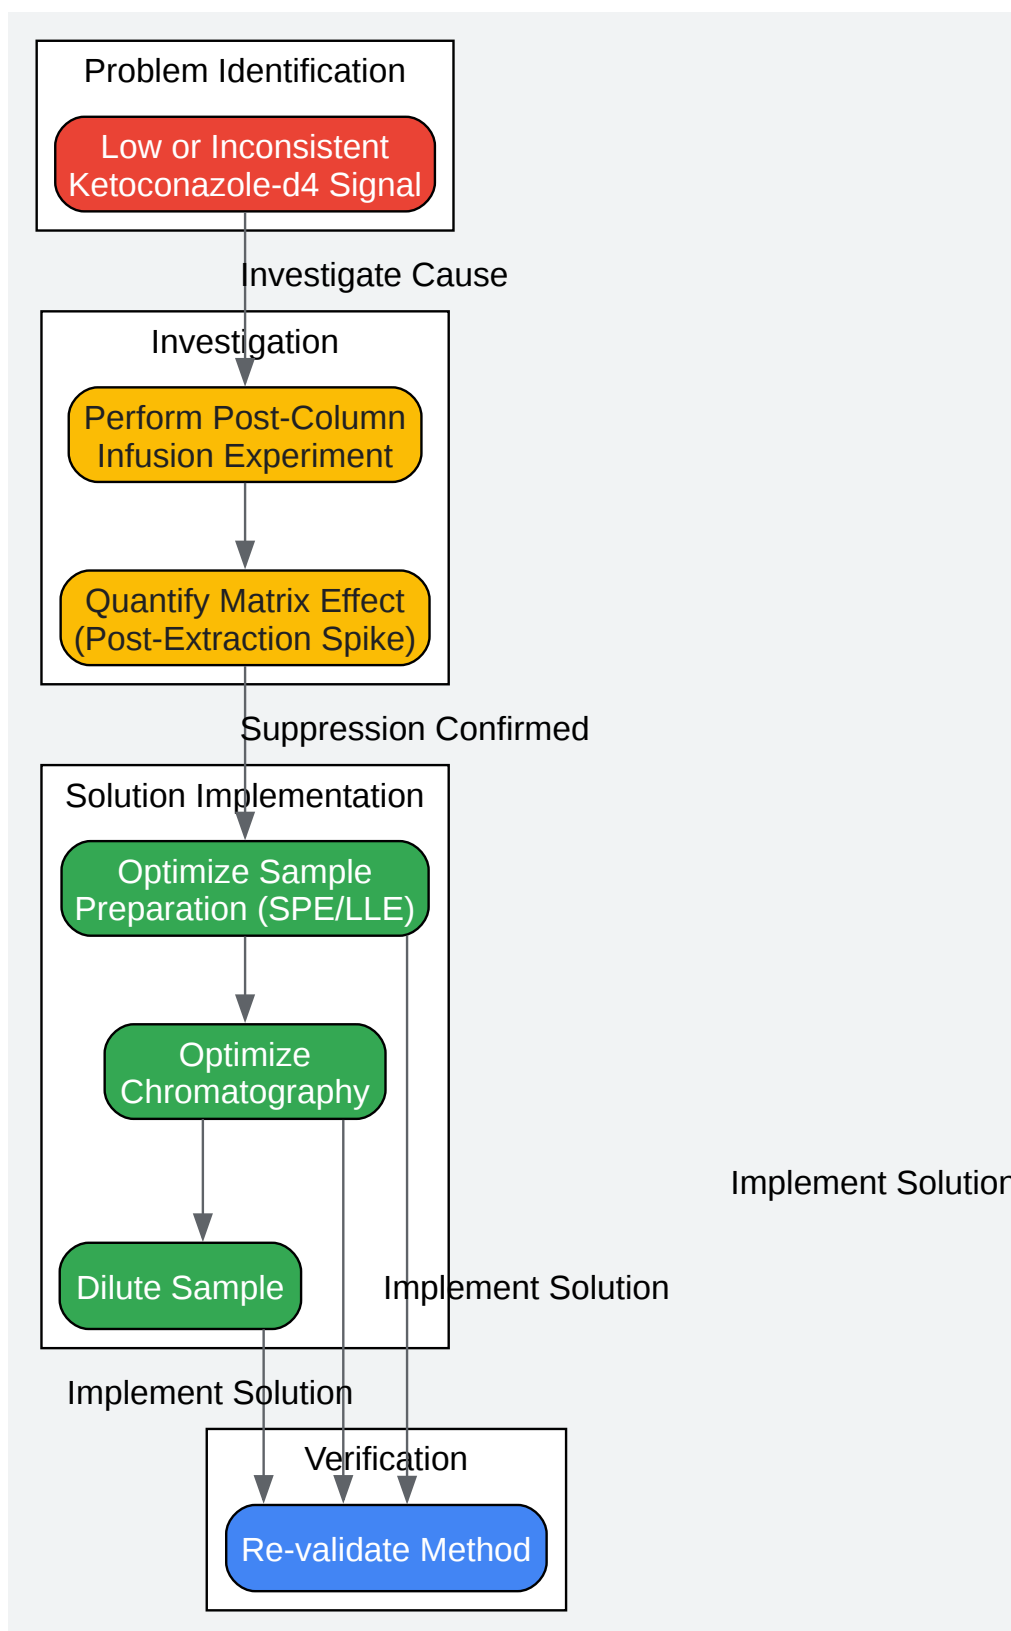 Problem Identification
Low or Inconsistent
Ketoconazole-d4 Signal
Investigate Cause
Investigation
Perform Post-Column
Infusion Experiment
Quantify Matrix Effect
(Post-Extraction Spike)
Suppression Confirmed
Solution Implementation
Optimize Sample
Preparation (SPE/LLE)
Optimize
Chromatography
Implement Solution
Dilute Sample
Implement Solution
Implement Solution
Verification
Re-validate Method